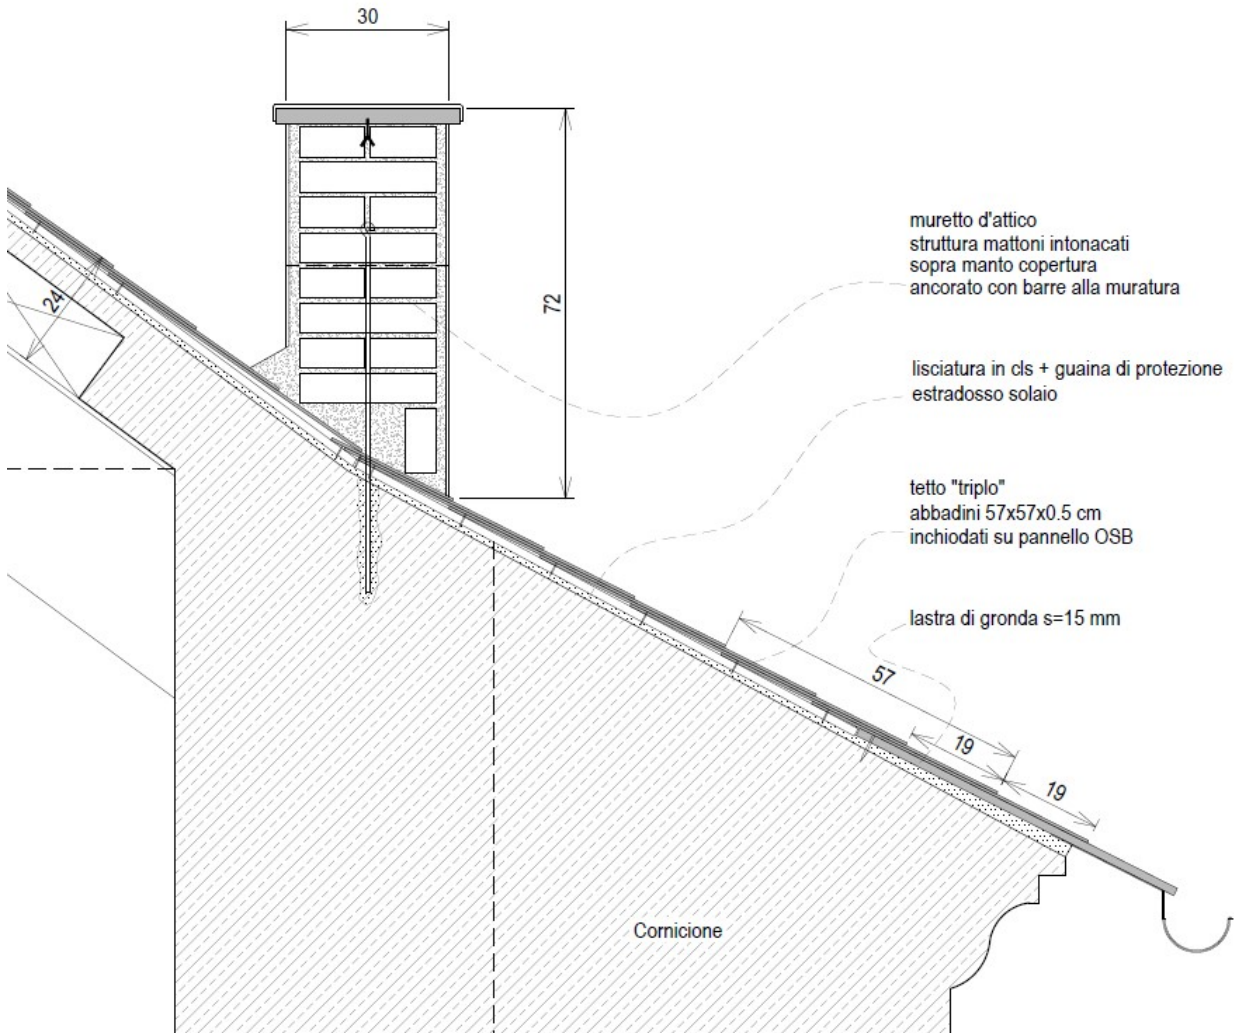 30
72
24
muretto d'attico
struttura mattoni intonacati
sopra manto copertura
ancorato con barre alla muratura
lisciatura in cls + guaina di protezione
estradosso solaio
tetto "triplo"
abbadini 57x57x0.5 cm
inchiodati su pannello OSB
lastra di gronda s=15 mm
57
19
19
Cornicione